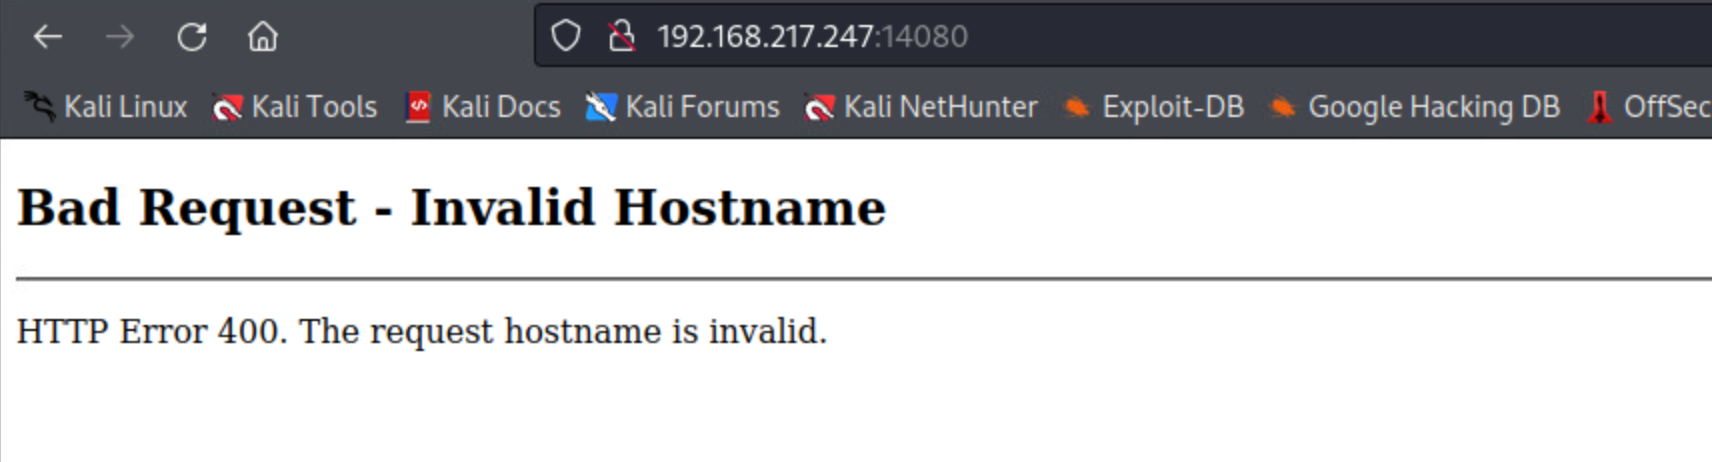 192.168.217.247:14080
Kali Linux Kali Tools Kali Docs Kali Forums Kali NetHunter Exploit-DB Google Hacking DB OffSec
Bad Request - Invalid Hostname
HTTP Error 400. The request hostname is invalid.